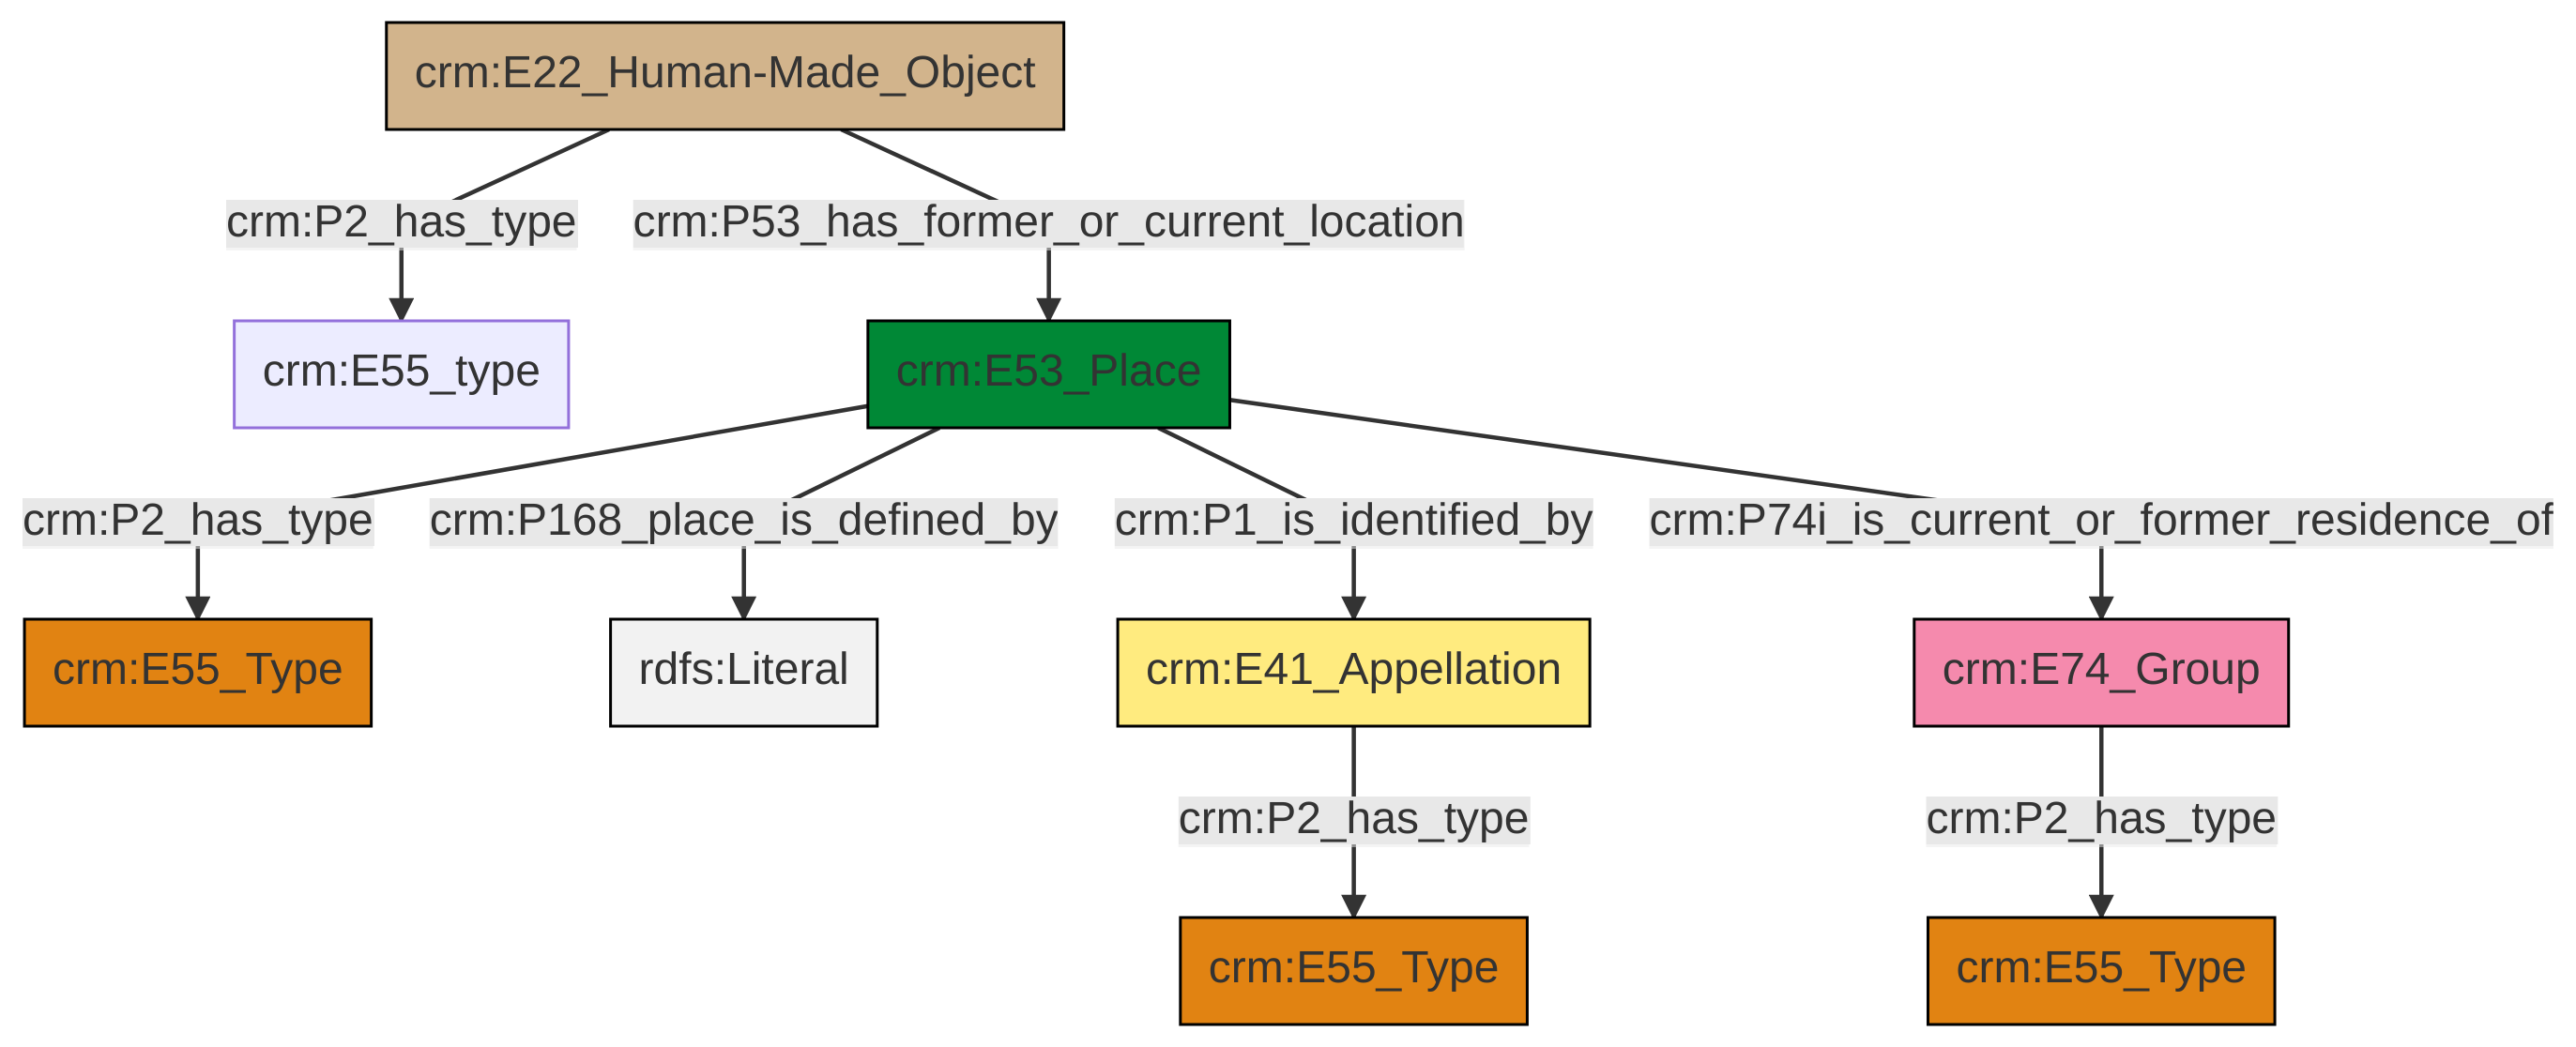 crm:E22_Human-Made_Object
crm:P2_has_type
crm:P53_has_former_or_current_location
crm:E55_type
crm:E53_Place
crm:P2_has_type
crm:P168_place_is_defined_by
crm:P1_is_identified_by
crm:P74i_is_current_or_former_residence_of
crm:E55_Type
rdfs:Literal
crm:E41_Appellation
crm:E74_Group
crm:P2_has_type
crm:P2_has_type
crm:E55_Type
crm:E55_Type